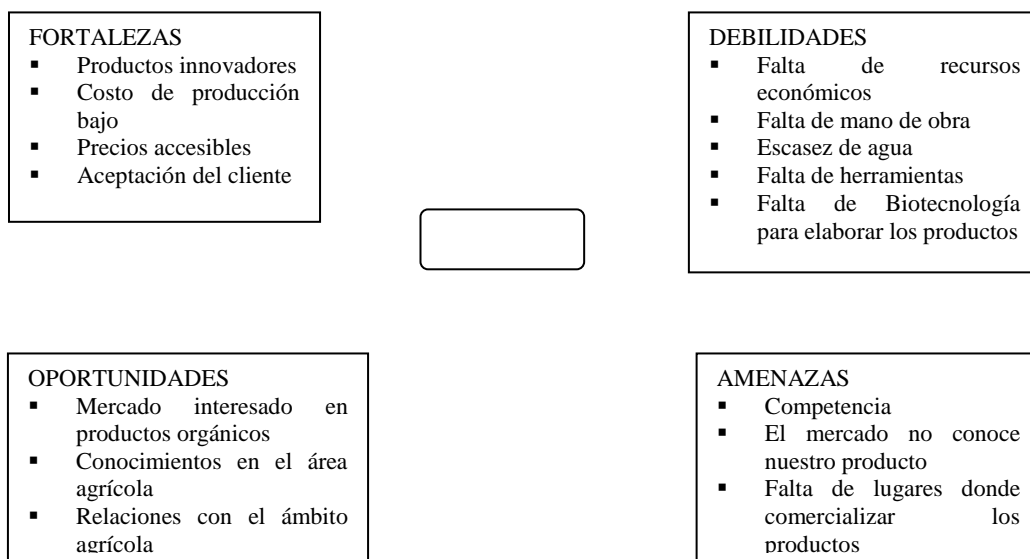 FORTALEZAS
▪ Productos innovadores
▪ Costo de producción
bajo
▪ Precios accesibles
▪ Aceptación del cliente
DEBILIDADES
▪ Falta de recursos
económicos
▪ Falta de mano de obra
▪ Escasez de agua
▪ Falta de herramientas
▪ Falta de Biotecnología
para elaborar los productos
OPORTUNIDADES
▪ Mercado interesado en
productos orgánicos
▪ Conocimientos en el área
agrícola
▪ Relaciones con el ámbito
agrícola
AMENAZAS
▪ Competencia
▪ El mercado no conoce
nuestro producto
▪ Falta de lugares donde
comercializar los
productos